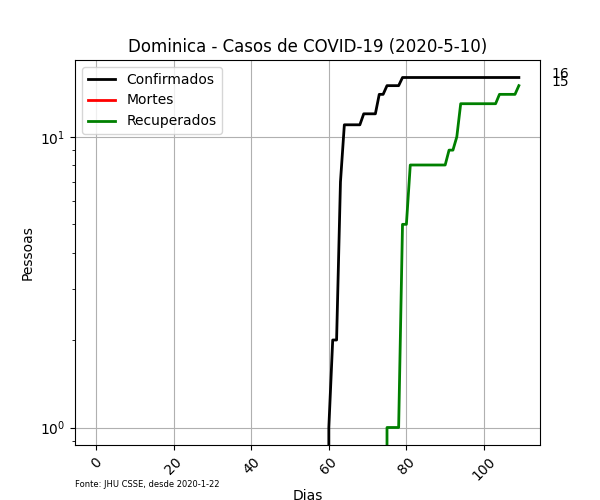 Dominica - Casos de COVID-19 (2020-5-10)
Confirmados
Mortes
Recuperados
16
15
10¹
10⁰
Pessoas
0 20 40 60 80 100
Dias
Fonte: JHU CSSE, desde 2020-1-22